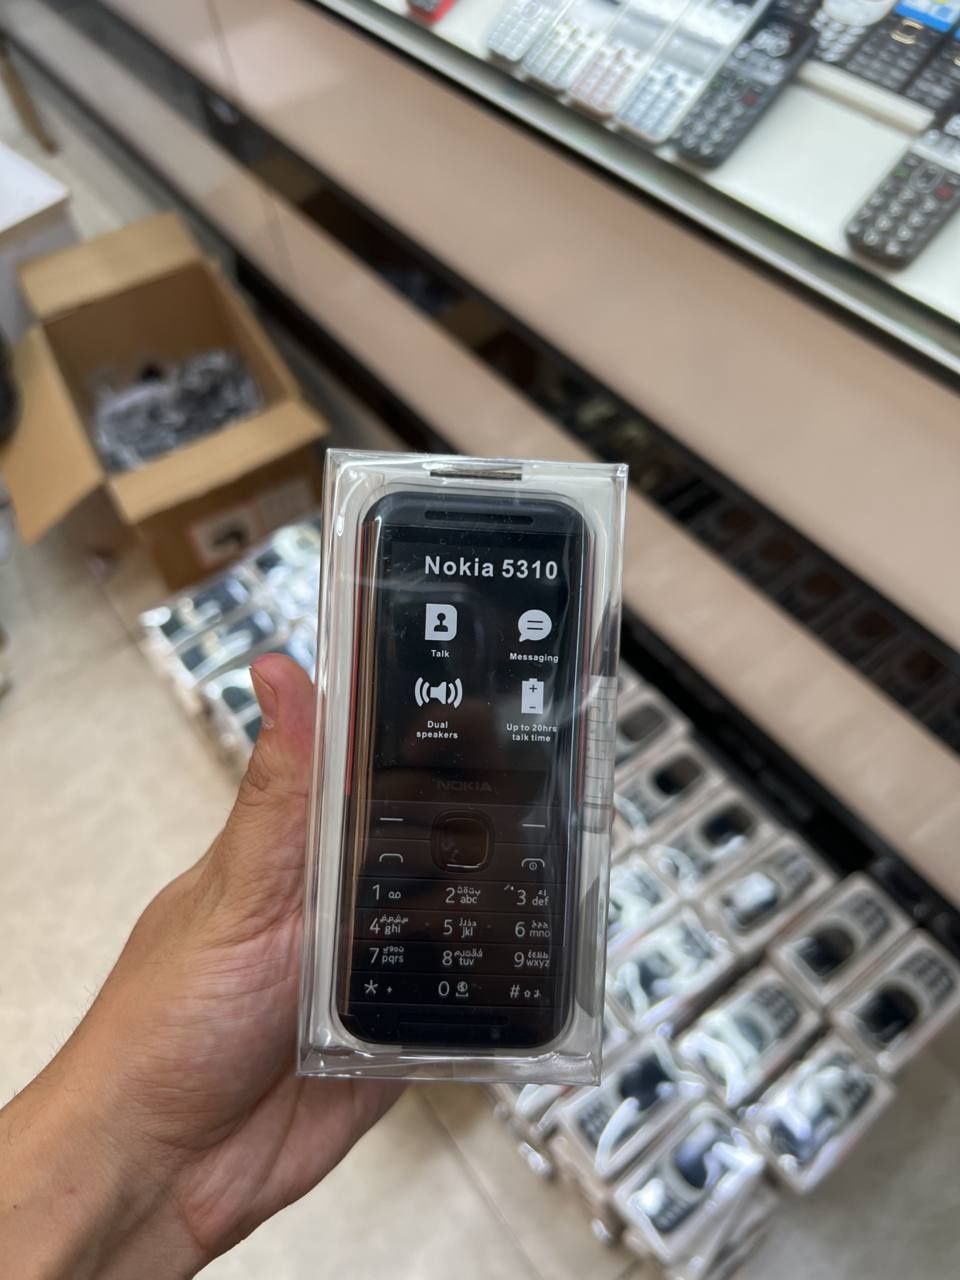 Nokia 5310
Talk
Messaging
Dual
speakers
Up to 20hrs
talk time
NOKIA
1
2 abc
3 def
4 ghi
5 jkl
6 mno
7 pqrs
8 tuv
9 wxyz
* +
0
#